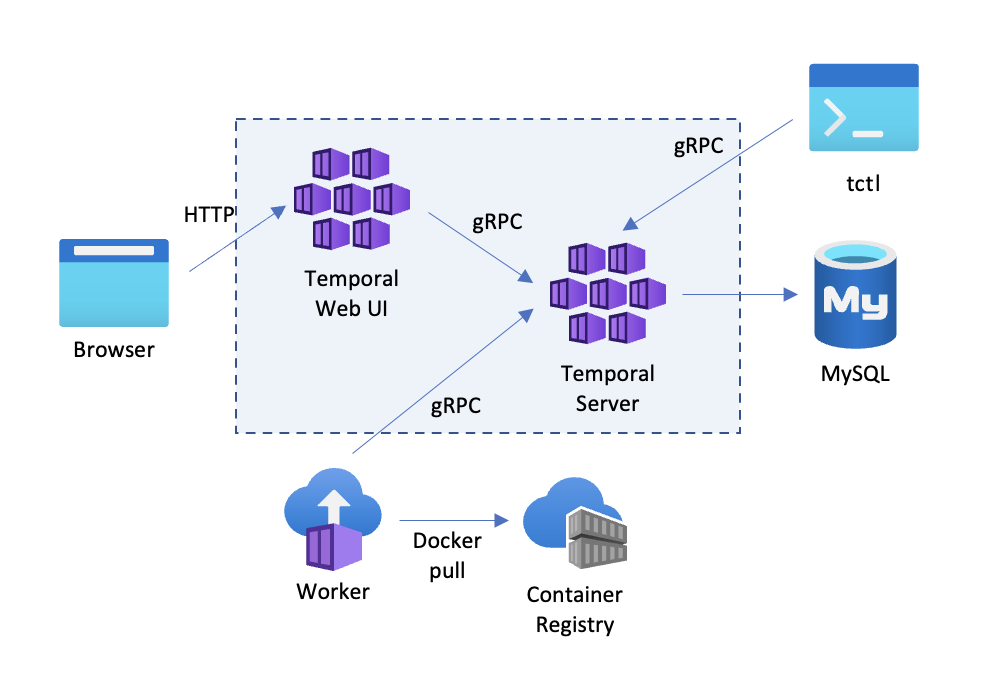 tctl
gRPC
HTTP
gRPC
Temporal
Web UI
Browser
My
MySQL
Temporal
Server
gRPC
Docker
pull
Worker
Container
Registry